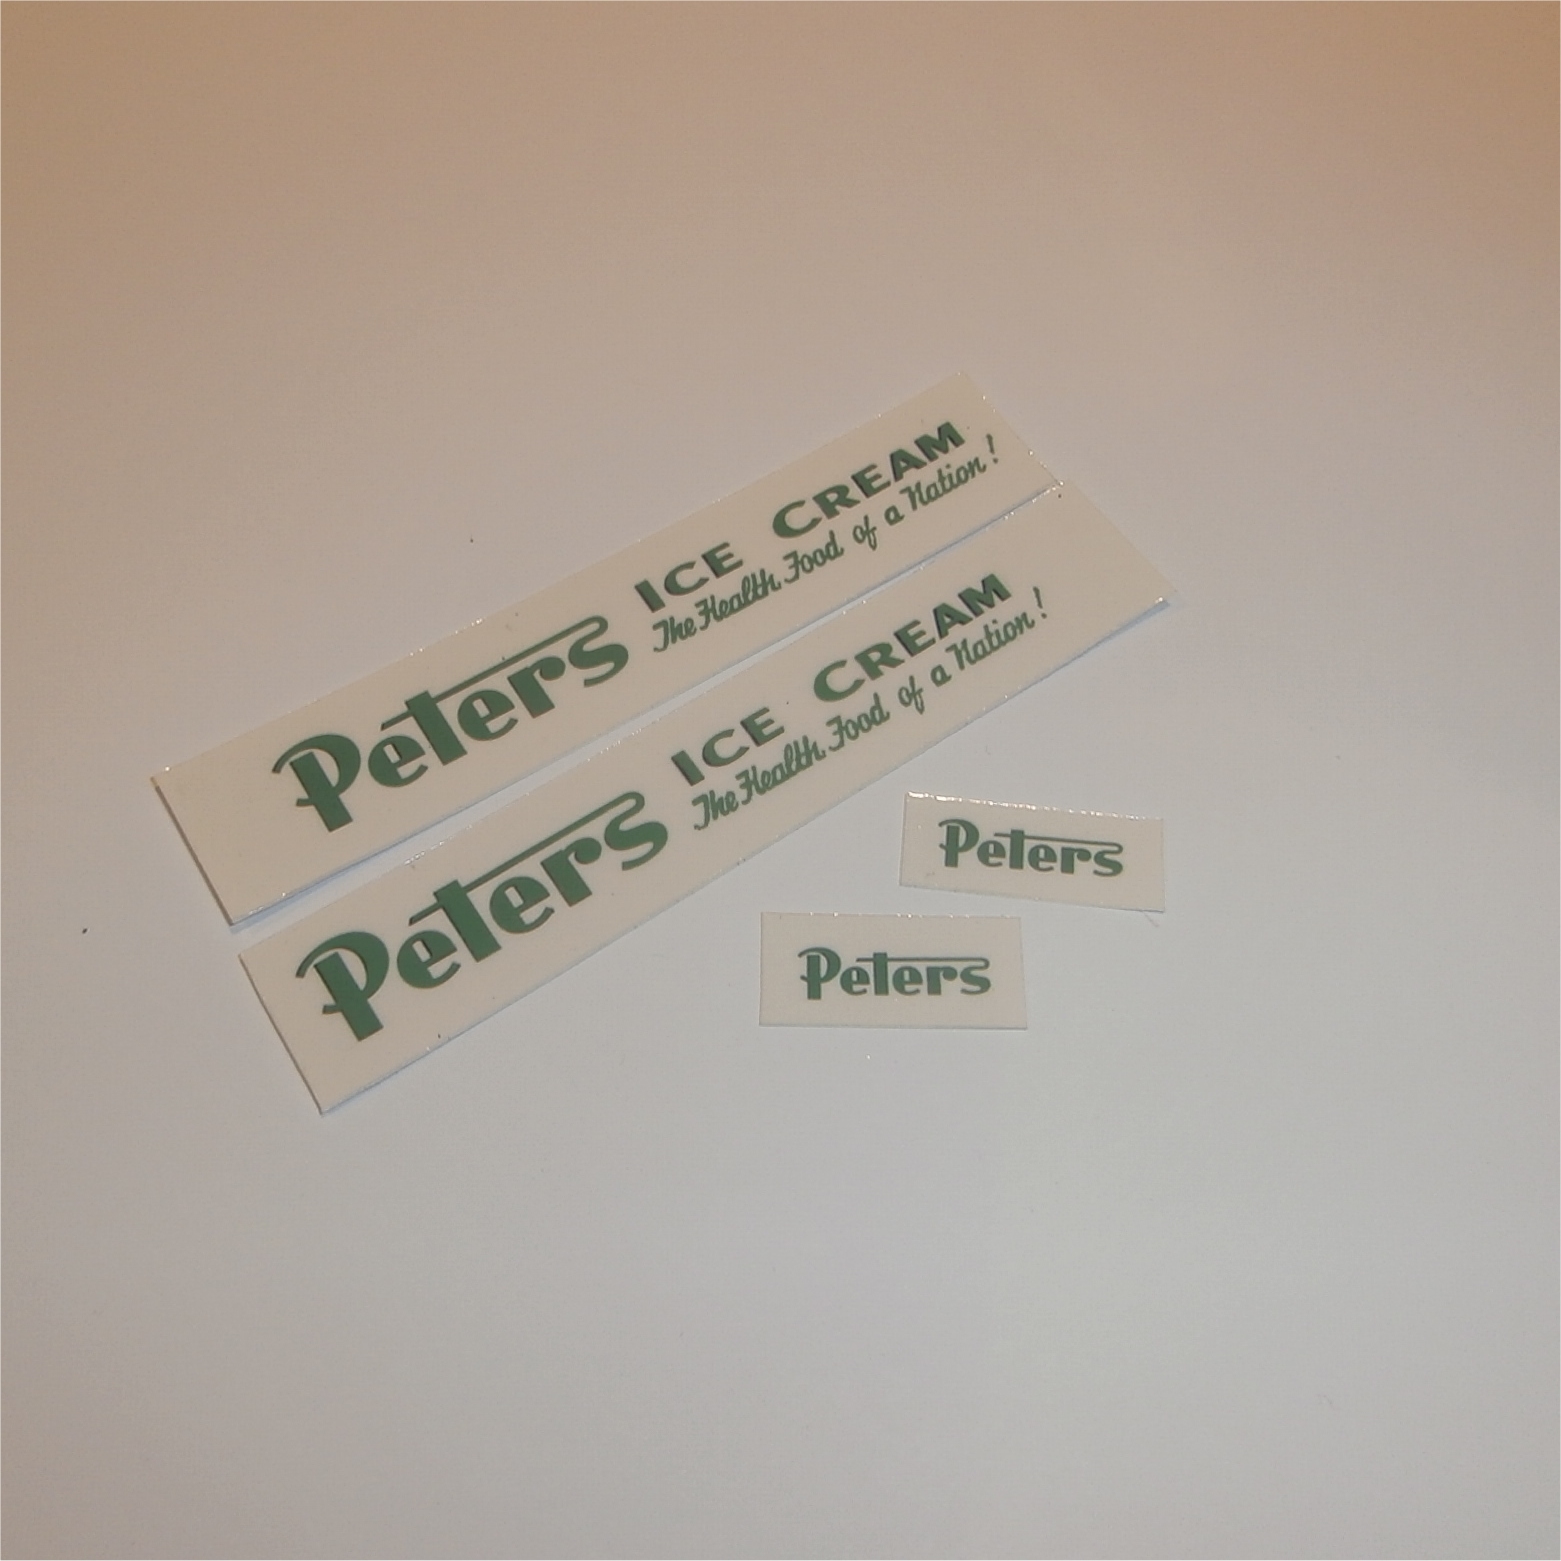 Peters ICE CREAM
The Health Food of a Nation!
Peters ICE CREAM
The Health Food of a Nation!
Peters
Peters